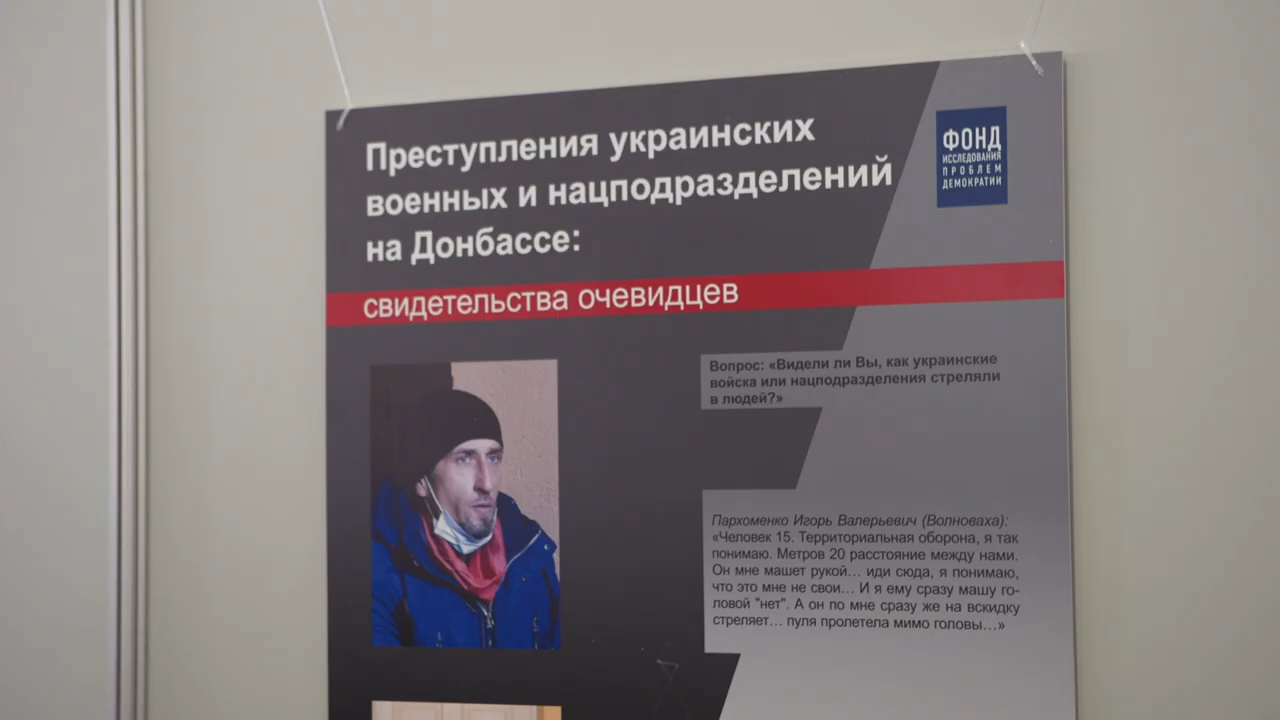 Преступления украинских
военных и нацподразделений
на Донбассе:
ФОНД
ИССЛЕДОВАНИЯ
ПРОБЛЕМ
ДЕМОКРАТИИ
свидетельства очевидцев
Вопрос: «Видели ли Вы, как украинские
войска или нацподразделения стреляли
в людей?»
Пархоменко Игорь Валерьевич (Волноваха):
«Человек 15. Территориальная оборона, я так
понимаю. Метров 20 расстояние между нами.
Он мне машет рукой… иди сюда, я понимаю,
что это мне не свои… И я ему сразу машу го-
ловой "нет". А он по мне сразу же на вскидку
стреляет… пуля пролетела мимо головы…»